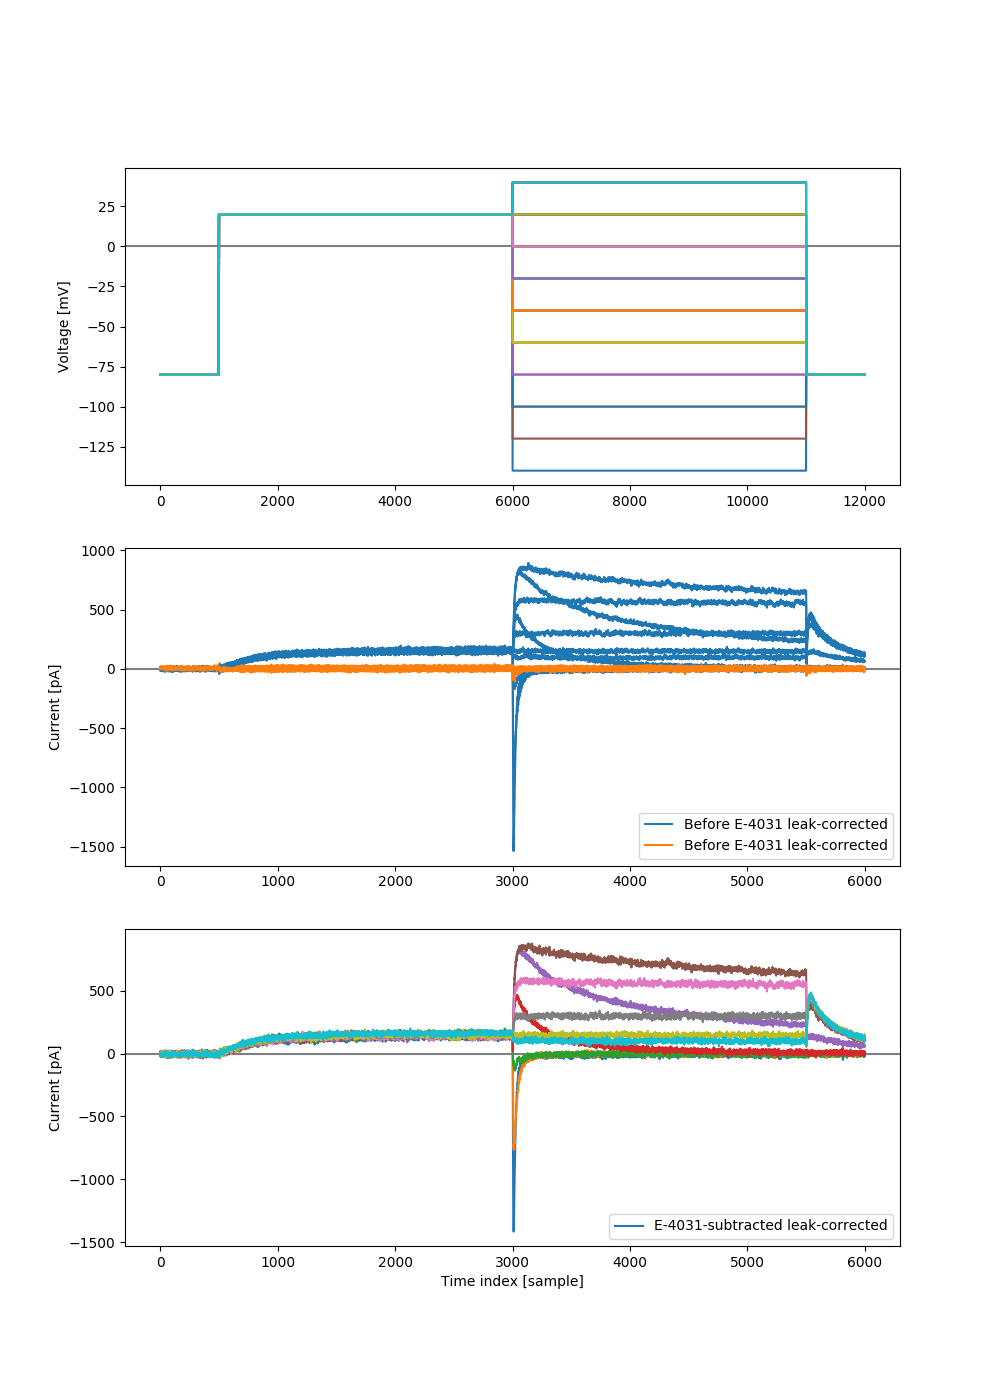 25
0
−25
−50
−75
−100
−125
Voltage [mV]
0 2000 4000 6000 8000 10000 12000
1000
500
0
−500
−1000
−1500
Current [pA]
Before E-4031 leak-corrected
Before E-4031 leak-corrected
0 1000 2000 3000 4000 5000 6000
500
0
−500
−1000
−1500
Current [pA]
E-4031-subtracted leak-corrected
0 1000 2000 3000 4000 5000 6000
Time index [sample]